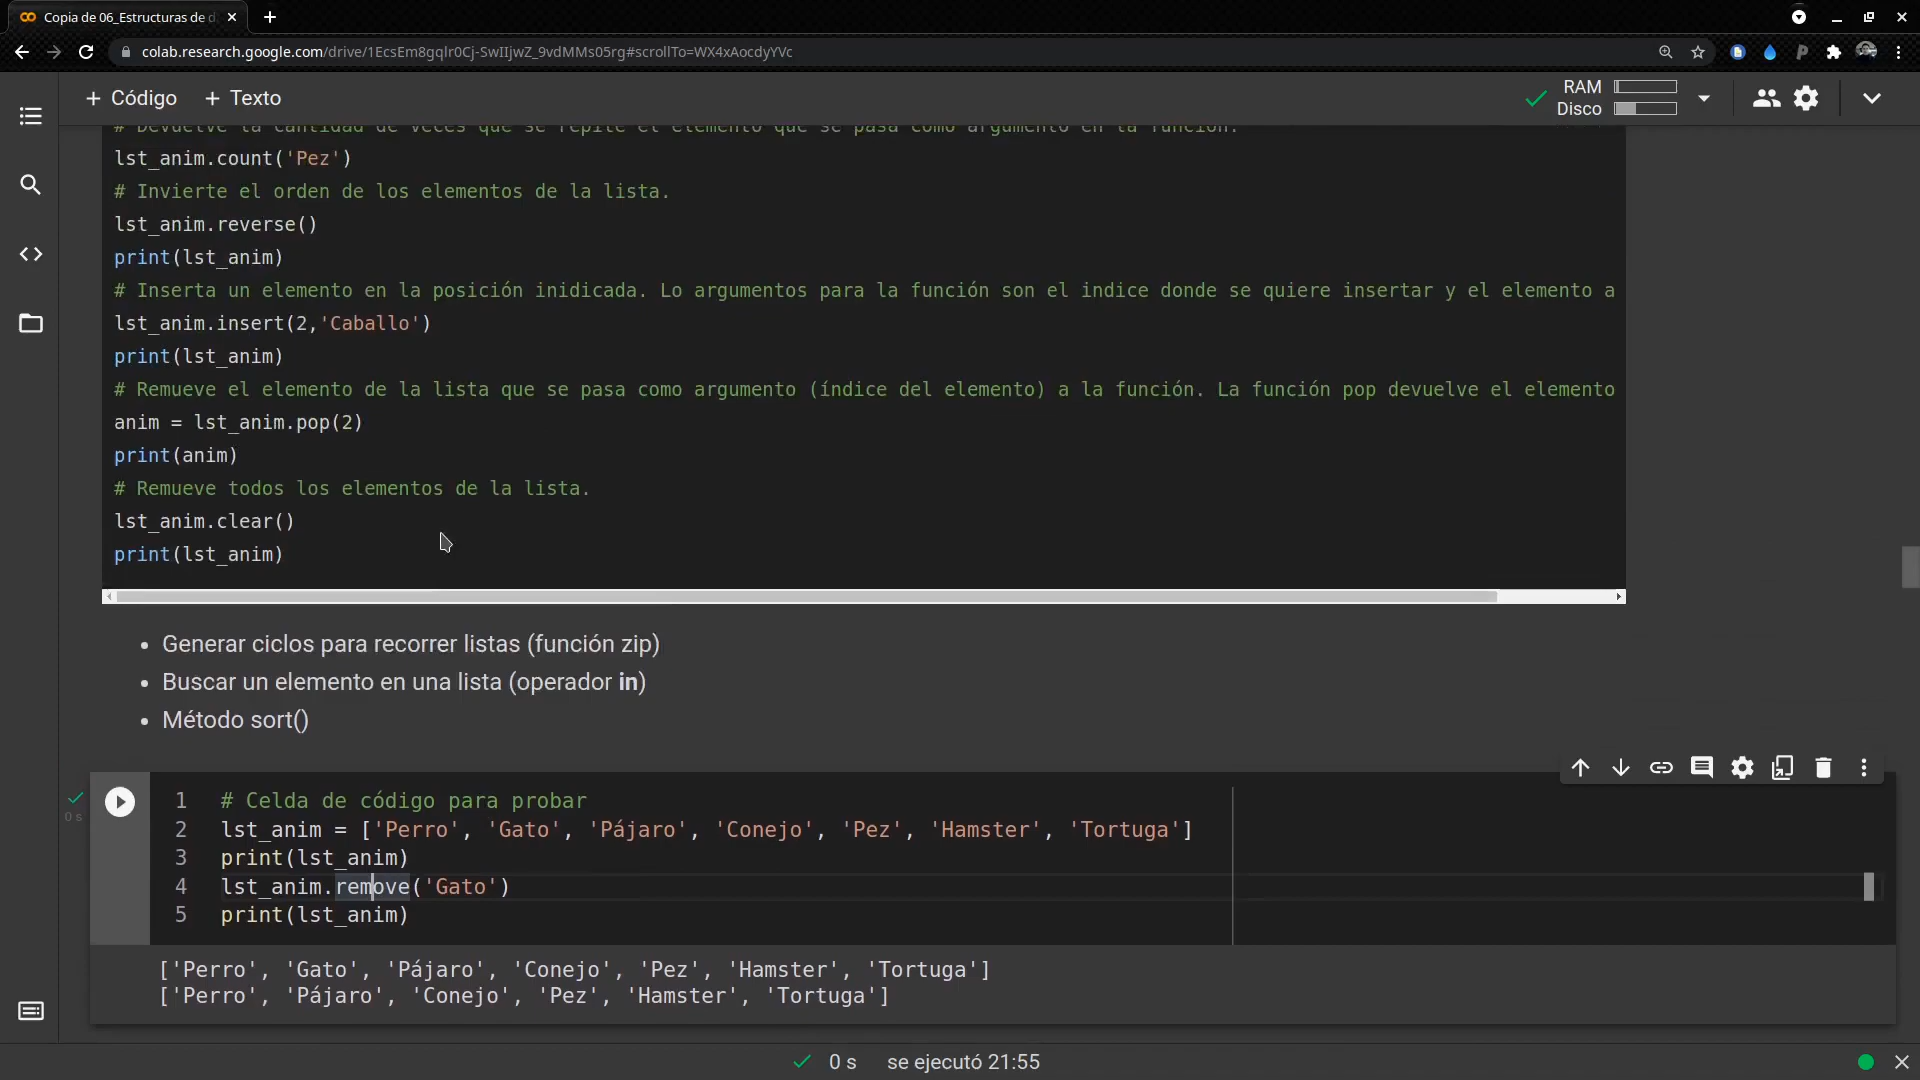 Copia de 06_Estructuras de d
colab.research.google.com/drive/1EcsEm8gqlr0Cj-SwIIjwZ_9vdMMs05rg#scrollTo=WX4xAocdyYVc
+ Código + Texto
RAM
Disco
# Devuelve la cantidad de veces que se repite el elemento que se pasa como argumento en la función.
lst_anim.count('Pez')
# Invierte el orden de los elementos de la lista.
lst_anim.reverse()
print(lst_anim)
# Inserta un elemento en la posición inidicada. Lo argumentos para la función son el indice donde se quiere insertar y el elemento a
lst_anim.insert(2,'Caballo')
print(lst_anim)
# Remueve el elemento de la lista que se pasa como argumento (índice del elemento) a la función. La función pop devuelve el elemento
anim = lst_anim.pop(2)
print(anim)
# Remueve todos los elementos de la lista.
lst_anim.clear()
print(lst_anim)
• Generar ciclos para recorrer listas (función zip)
• Buscar un elemento en una lista (operador in)
• Método sort()
0 s
1 # Celda de código para probar
2 lst_anim = ['Perro', 'Gato', 'Pájaro', 'Conejo', 'Pez', 'Hamster', 'Tortuga']
3 print(lst_anim)
4 lst_anim.remove('Gato')
5 print(lst_anim)
['Perro', 'Gato', 'Pájaro', 'Conejo', 'Pez', 'Hamster', 'Tortuga']
['Perro', 'Pájaro', 'Conejo', 'Pez', 'Hamster', 'Tortuga']
0 s se ejecutó 21:55